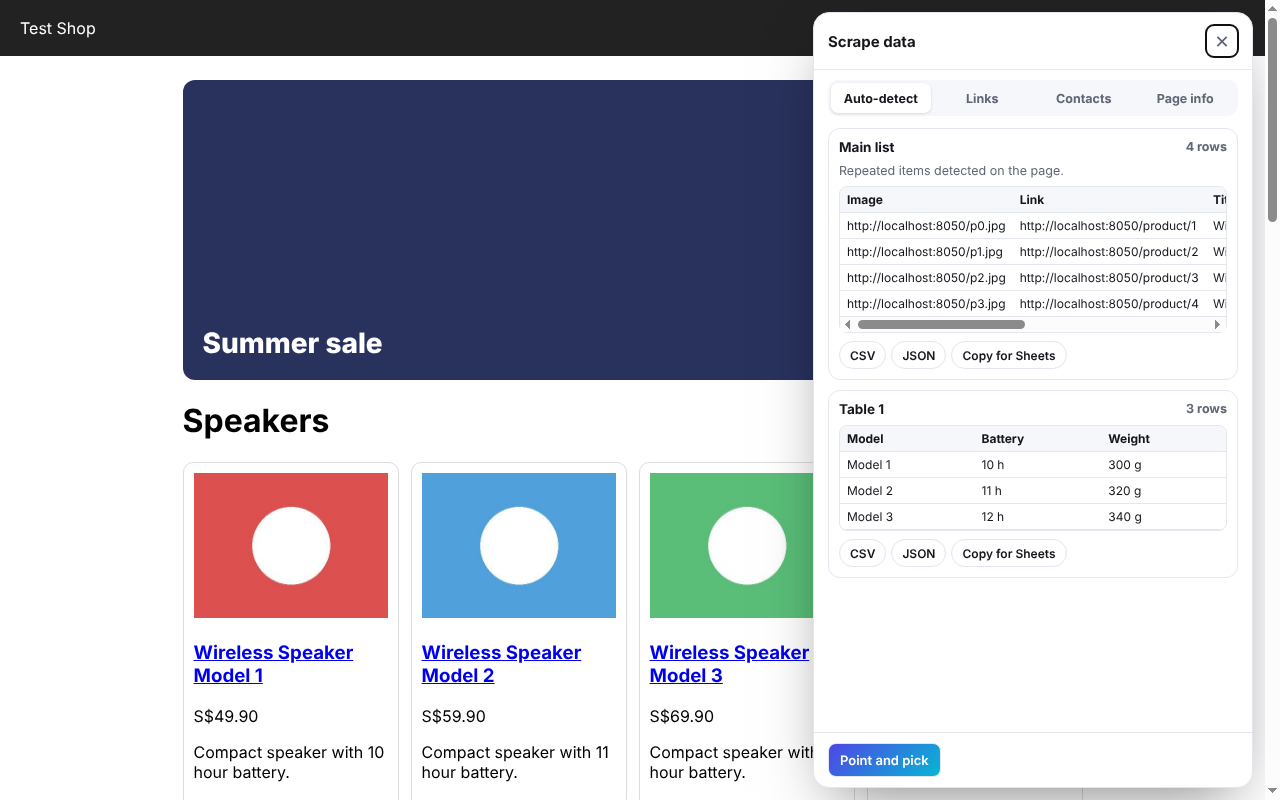 Test Shop
Summer sale
Speakers
Wireless Speaker
Model 1
S$49.90
Compact speaker with 10
hour battery.
Wireless Speaker
Model 2
S$59.90
Compact speaker with 11
hour battery.
Wireless Speaker
Model 3
S$69.90
Compact speaker
hour battery.
Scrape data
Auto-detect Links Contacts Page info
Main list 4 rows
Repeated items detected on the page.
Image Link
http://localhost:8050/p0.jpg http://localhost:8050/product/1
http://localhost:8050/p1.jpg http://localhost:8050/product/2
http://localhost:8050/p2.jpg http://localhost:8050/product/3
http://localhost:8050/p3.jpg http://localhost:8050/product/4
CSV JSON Copy for Sheets
Table 1 3 rows
Model Battery Weight
Model 1 10 h 300 g
Model 2 11 h 320 g
Model 3 12 h 340 g
CSV JSON Copy for Sheets
Point and pick